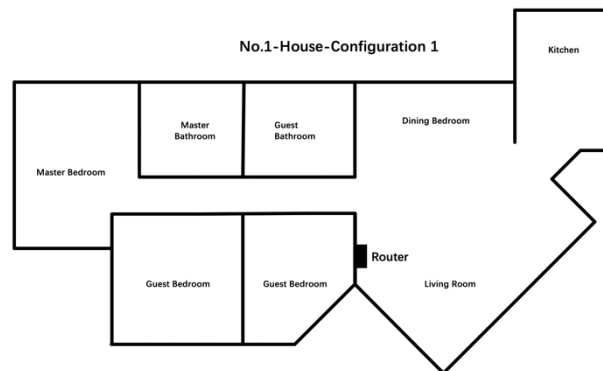 No.1-House-Configuration 1
Kitchen
Master
Bathroom
Guest
Bathroom
Dining Bedroom
Master Bedroom
Router
Guest Bedroom
Guest Bedroom
Living Room